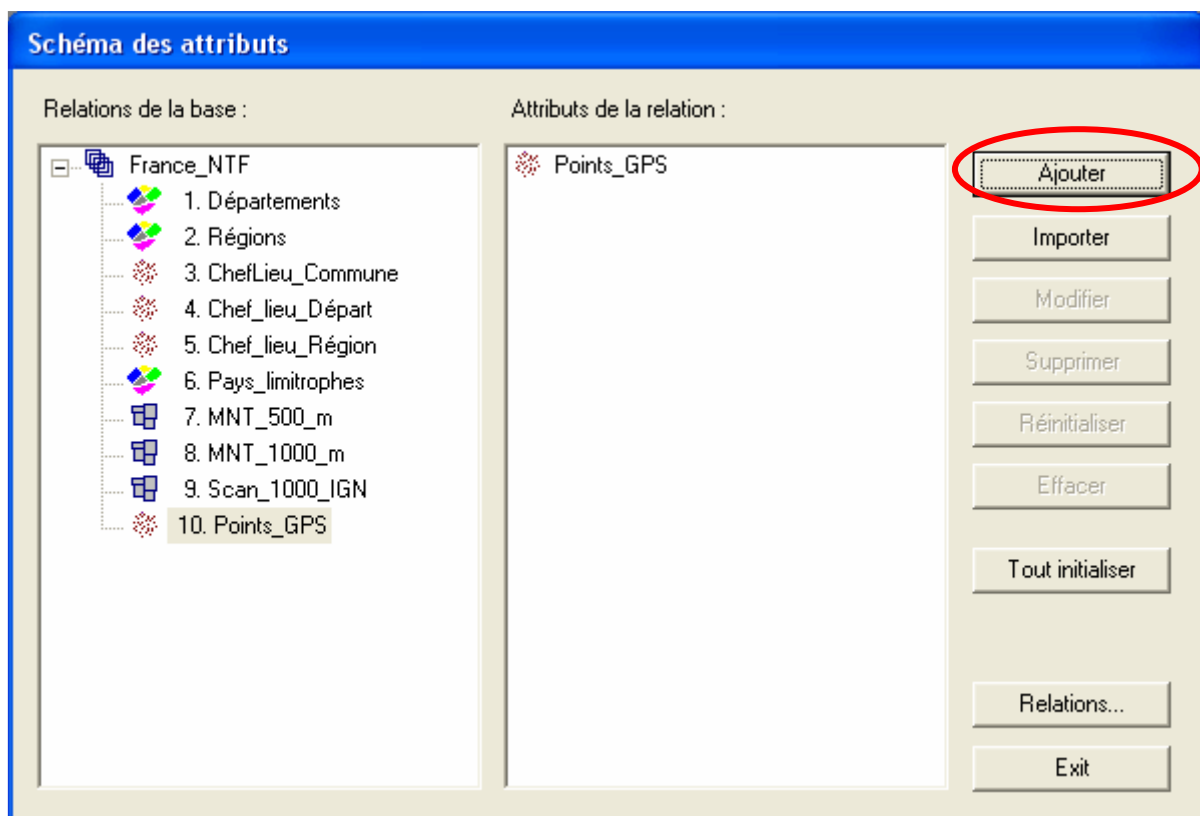 Schéma des attributs
Relations de la base :
France_NTF
1. Départements
2. Régions
3. ChefLieu_Commune
4. Chef_lieu_Départ
5. Chef_lieu_Région
6. Pays_limitrophes
7. MNT_500_m
8. MNT_1000_m
9. Scan_1000_IGN
10. Points_GPS
Attributs de la relation :
Points_GPS
Ajouter
Importer
Modifier
Supprimer
Réinitialiser
Effacer
Tout initialiser
Relations...
Exit